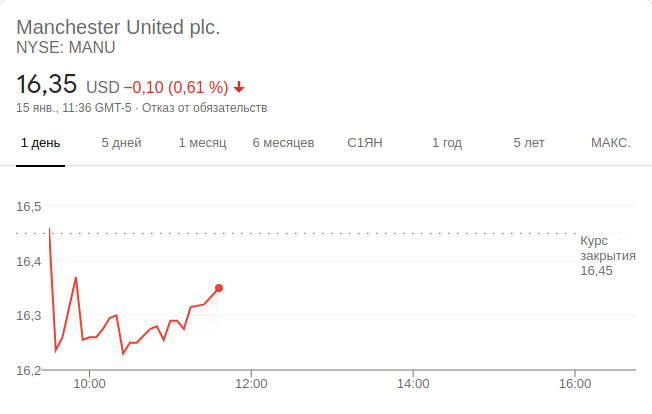 Manchester United plc.
NYSE: MANU
16,35 USD −0,10 (0,61 %)
15 янв., 11:36 GMT-5 · Отказ от обязательств
1 день 5 дней 1 месяц 6 месяцев С1ЯН 1 год 5 лет МАКС.
16,5
Курс
закрытия
16,4
16,45
16,3
16,2
10:00 12:00 14:00 16:00